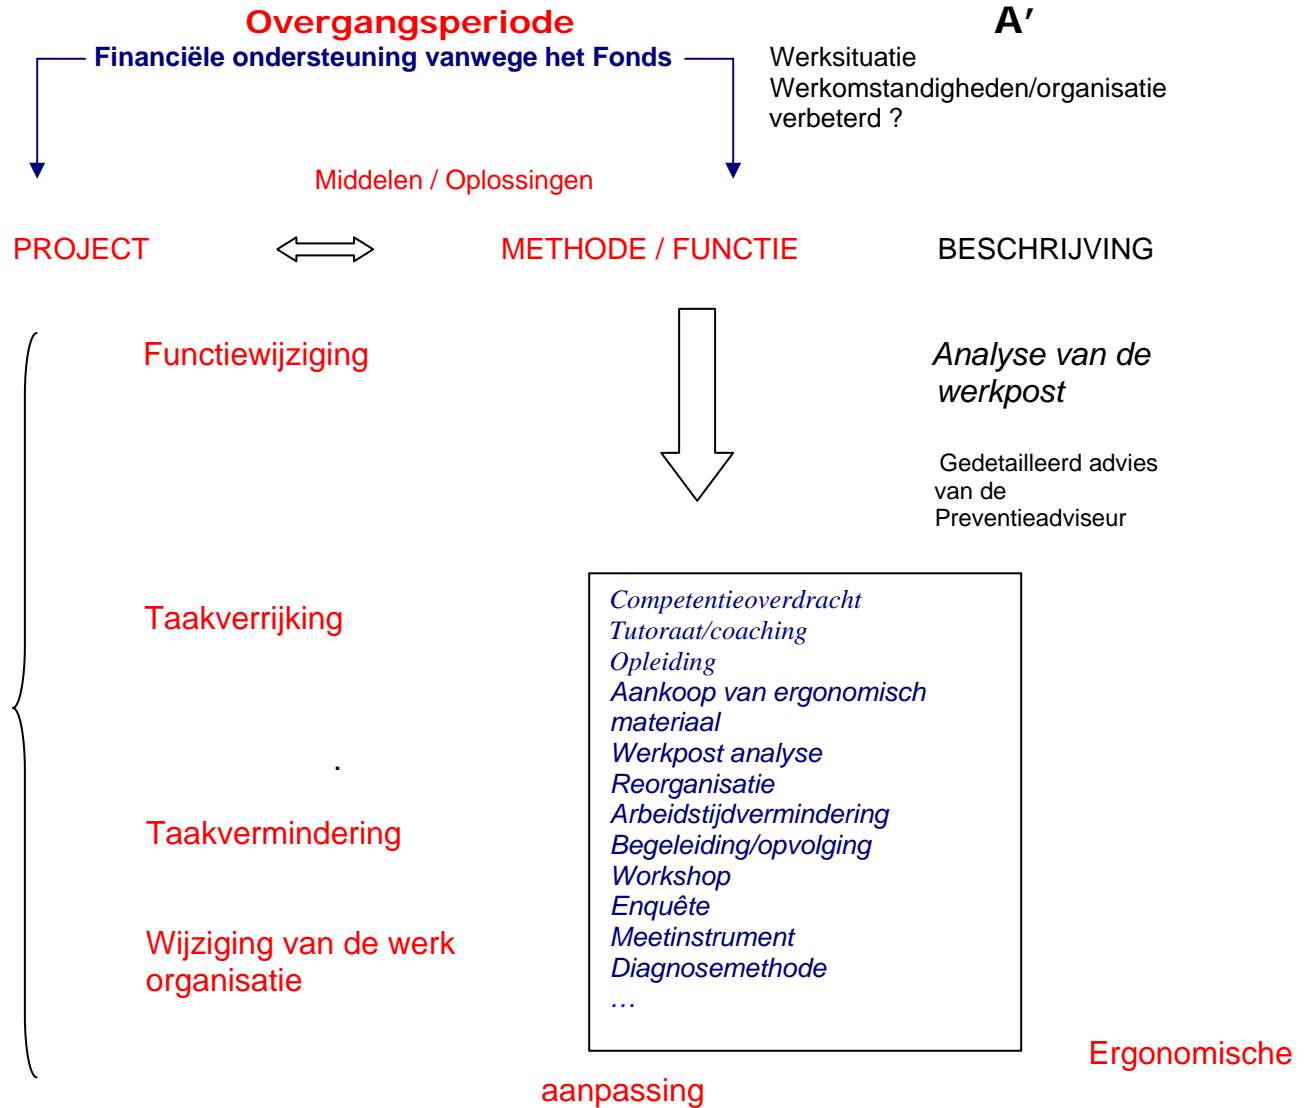 Overgangsperiode
Financiële ondersteuning vanwege het Fonds
A’
Werksituatie
Werkomstandigheden/organisatie
verbeterd ?
Middelen / Oplossingen
PROJECT
METHODE / FUNCTIE
BESCHRIJVING
Functiewijziging
Analyse van de
werkpost
Gedetailleerd advies
van de
Preventieadviseur
Taakverrijking
.
Taakvermindering
Wijziging van de werk
organisatie
Competentieoverdracht
Tutoraat/coaching
Opleiding
Aankoop van ergonomisch
materiaal
Werkpost analyse
Reorganisatie
Arbeidstijdvermindering
Begeleiding/opvolging
Workshop
Enquête
Meetinstrument
Diagnosemethode
…
Ergonomische
aanpassing